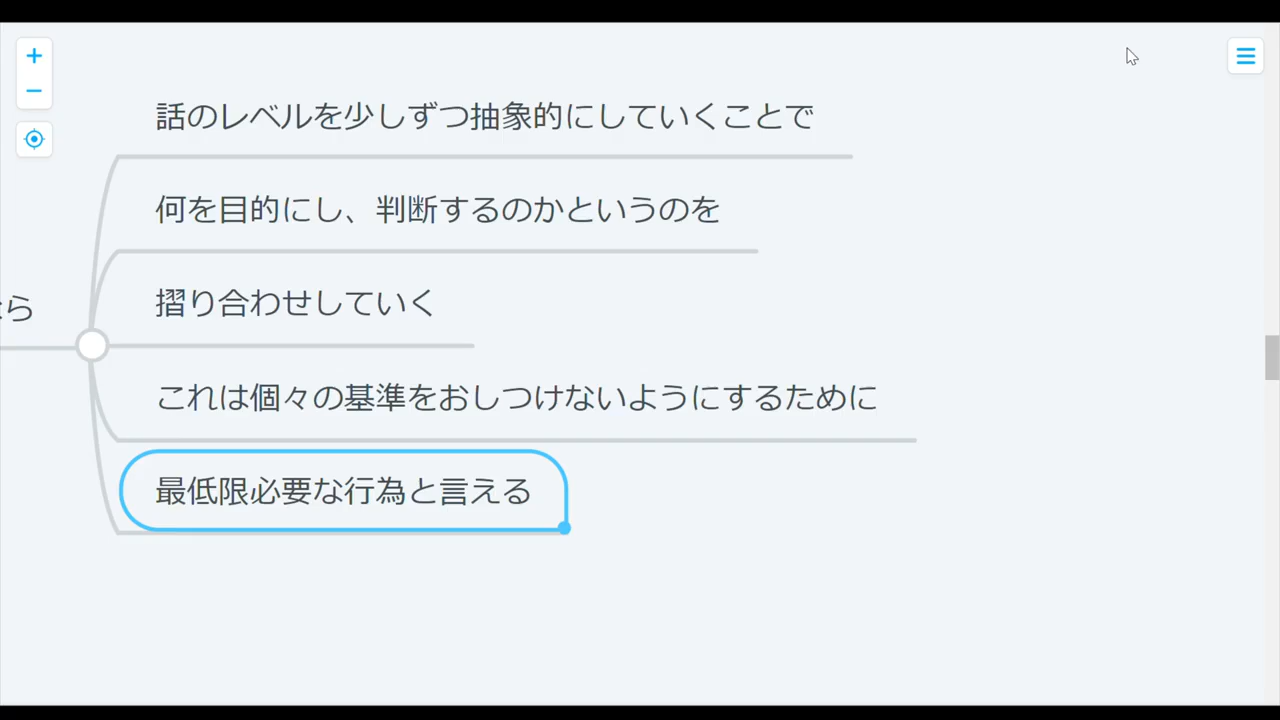 話のレベルを少しずつ抽象的にしていくことで
何を目的にし、判断するのかというのを
ら
摺り合わせしていく
これは個々の基準をおしつけないようにするために
最低限必要な行為と言える